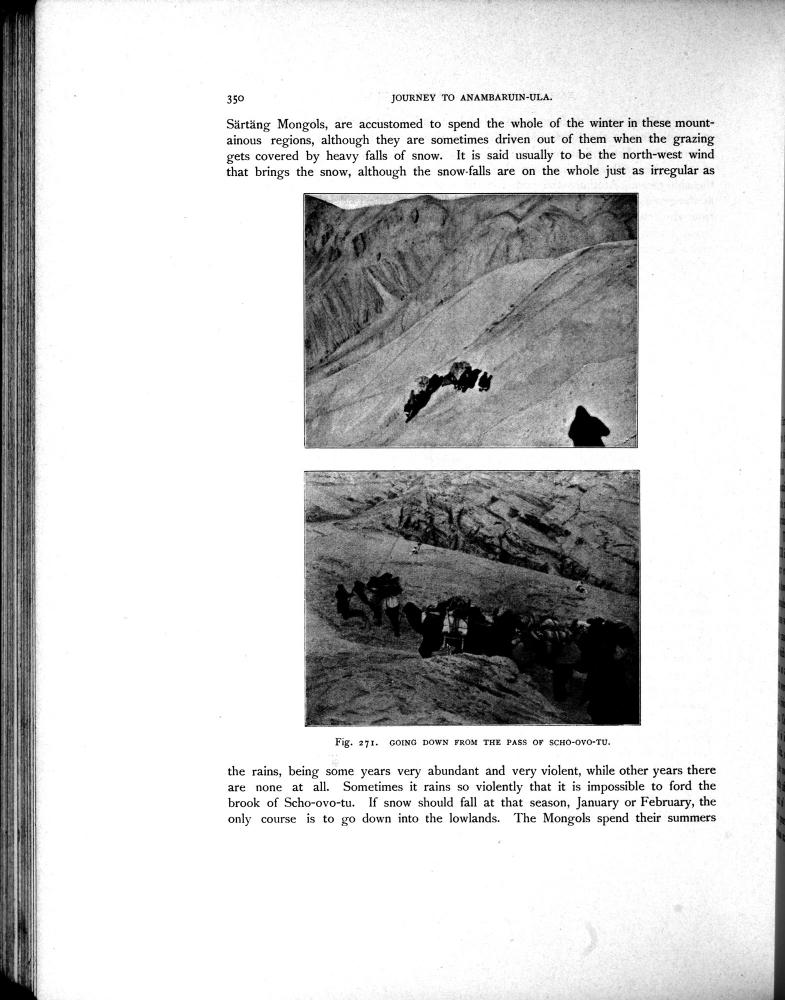 350
JOURNEY TO ANAMBARUIN-ULA.
Särtäng Mongols, are accustomed to spend the whole of the winter in these mount-
ainous regions, although they are sometimes driven out of them when the grazing
gets covered by heavy falls of snow. It is said usually to be the north-west wind
that brings the snow, although the snow-falls are on the whole just as irregular as
Fig. 271. GOING DOWN FROM THE PASS OF SCHO-OVO-TU.
the rains, being some years very abundant and very violent, while other years there
are none at all. Sometimes it rains so violently that it is impossible to ford the
brook of Scho-ovo-tu. If snow should fall at that season, January or February, the
only course is to go down into the lowlands. The Mongols spend their summers